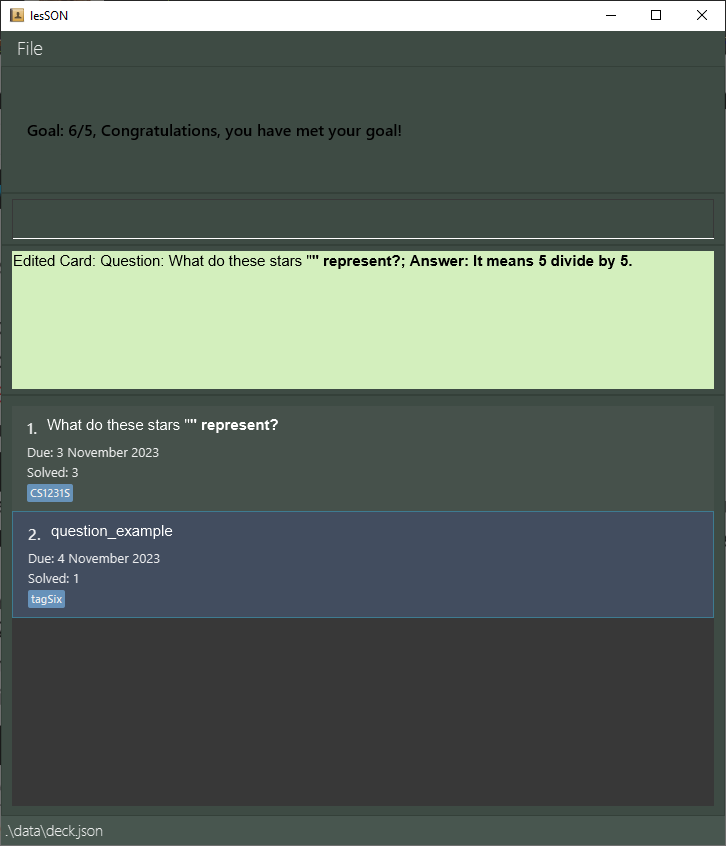 lesSON
File
Goal: 6/5, Congratulations, you have met your goal!
Edited Card: Question: What do these stars "" represent?; Answer: It means 5 divide by 5.
1. What do these stars "" represent?
Due: 3 November 2023
Solved: 3
CS1231S
2. question_example
Due: 4 November 2023
Solved: 1
tagSix
.\data\deck.json